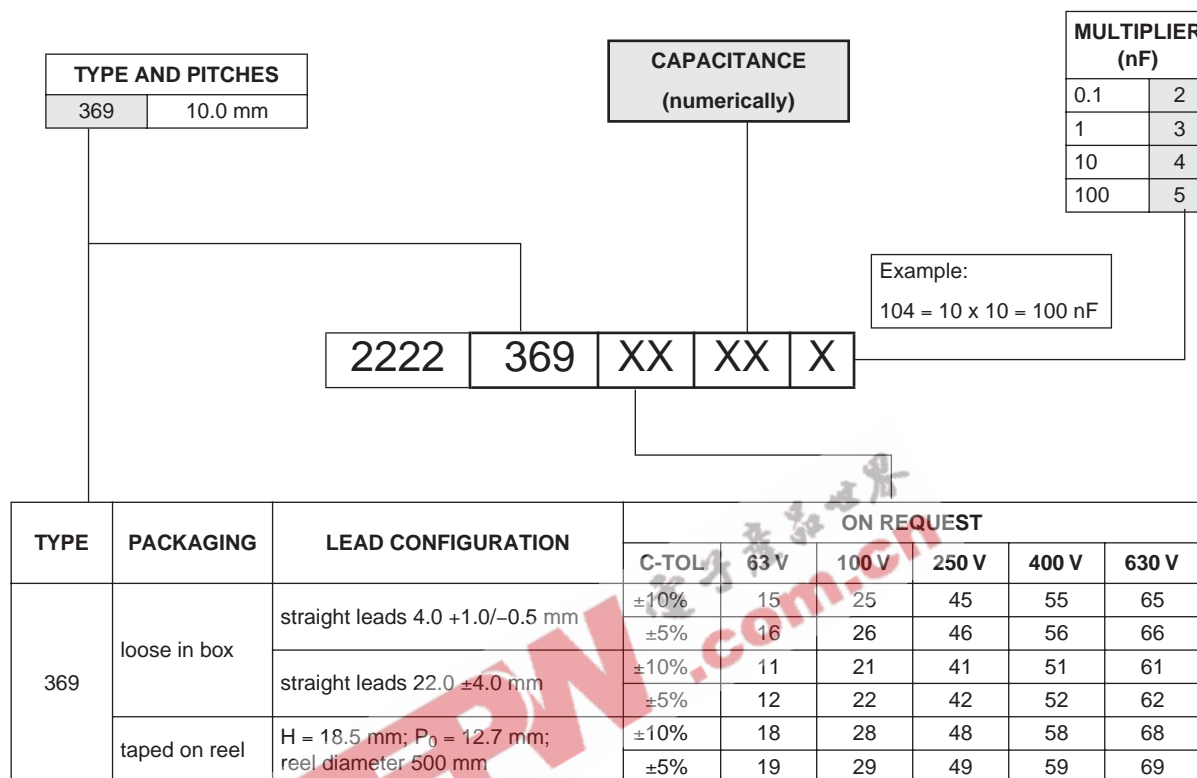 TYPE AND PITCHES
369 10.0 mm
CAPACITANCE
(numerically)
MULTIPLIER
(nF)
0.1 2
1 3
10 4
100 5
Example:
104 = 10 x 10 = 100 nF
2222 369 XX XX X
TYPE PACKAGING LEAD CONFIGURATION ON REQUEST
C-TOL 63 V 100 V 250 V 400 V 630 V
369 loose in box straight leads 4.0 +1.0/−0.5 mm ±10% 15 25 45 55 65
±5% 16 26 46 56 66
straight leads 22.0 ±4.0 mm ±10% 11 21 41 51 61
±5% 12 22 42 52 62
taped on reel H = 18.5 mm; P0 = 12.7 mm;
reel diameter 500 mm ±10% 18 28 48 58 68
±5% 19 29 49 59 69
电子产品世界
.com.cn